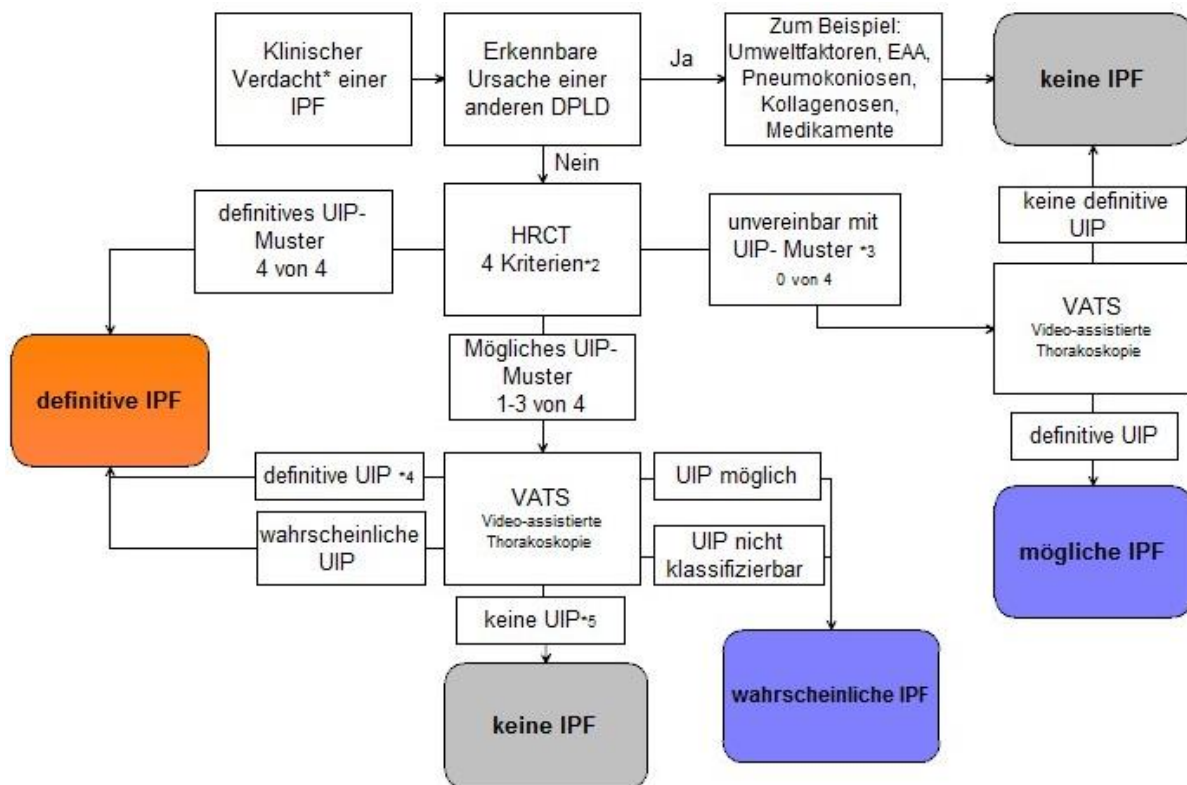 Klinischer
Verdacht* einer
IPF
Erkennbare
Ursache einer
anderen DPLD
Ja
Zum Beispiel:
Umweltfaktoren, EAA,
Pneumokoniosen,
Kollagenosen,
Medikamente
keine IPF
Nein
definitives UIP-
Muster
4 von 4
HRCT
4 Kriterien*2
unvereinbar mit
UIP- Muster *3
0 von 4
keine definitive
UIP
VATS
Video-assistierte
Thorakoskopie
definitive IPF
Mögliches UIP-
Muster
1-3 von 4
definitive UIP
mögliche IPF
definitive UIP *4
wahrscheinliche
UIP
VATS
Video-assistierte
Thorakoskopie
UIP möglich
UIP nicht
klassifizierbar
keine UIP*5
keine IPF
wahrscheinliche IPF